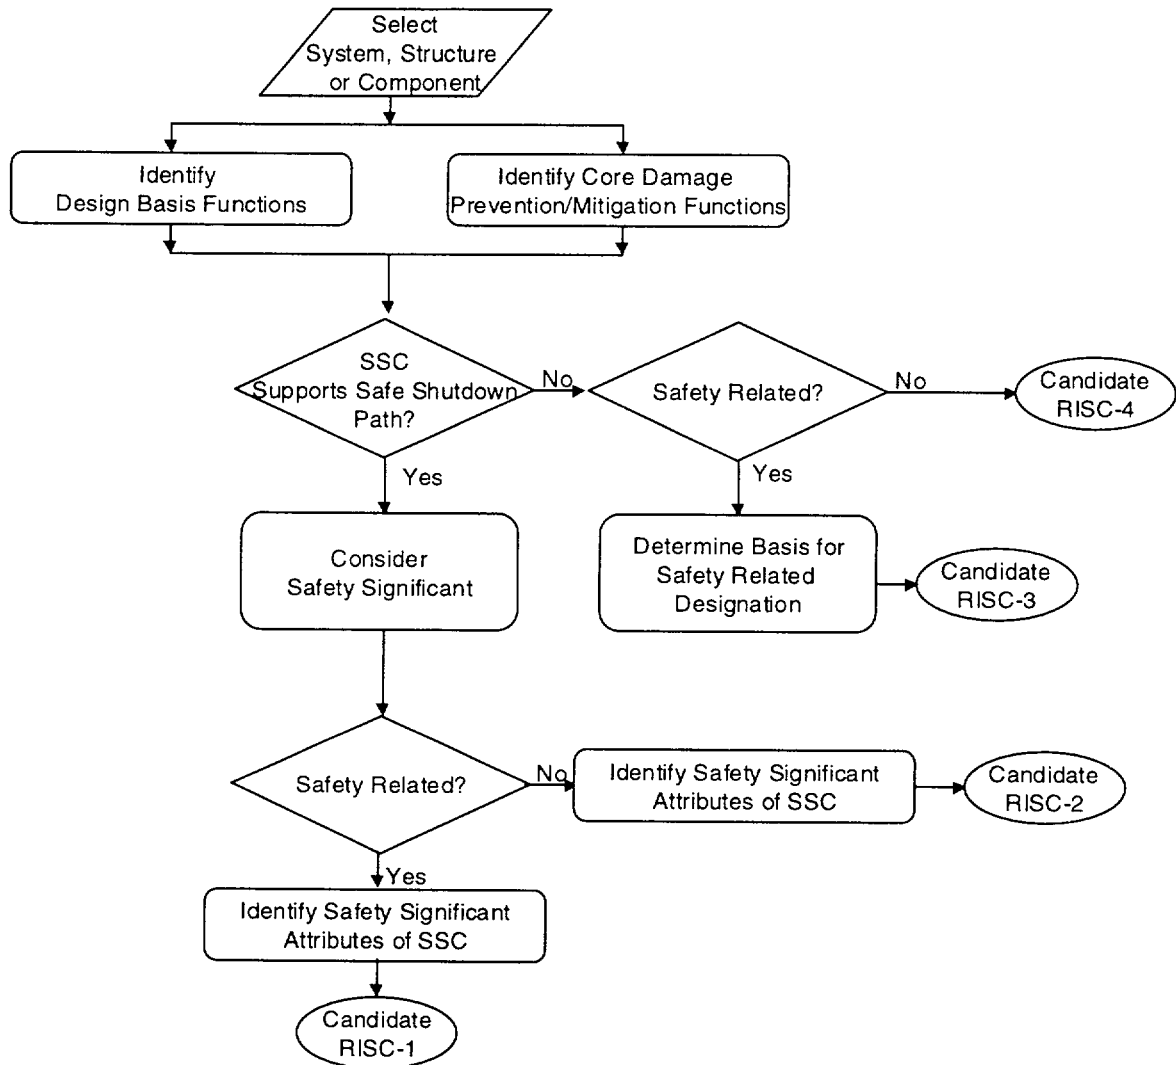 Select
System, Structure
or Component
Identify
Design Basis Functions
Identify Core Damage
Prevention/Mitigation Functions
SSC
Supports Safe Shutdown
Path?
No
Safety Related?
No
Candidate
RISC-4
Yes
Yes
Consider
Safety Significant
Determine Basis for
Safety Related
Designation
Candidate
RISC-3
Safety Related?
No
Identify Safety Significant
Attributes of SSC
Candidate
RISC-2
Yes
Identify Safety Significant
Attributes of SSC
Candidate
RISC-1